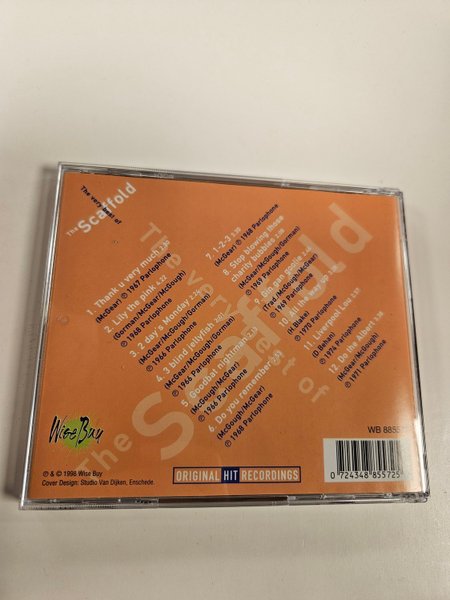 The very best of
The Scaffold
1. Thank u very much
(McGear) ℗ 1967 Parlophone
2. Lily the pink 4.22
(Gorman/McGear/McGough)
℗ 1968 Parlophone
3. 2 day's monday
(McGear/McGough/Gorman)
℗ 1966 Parlophone
4. 3 blind jellyfish
(McGear/McGough/Gorman)
℗ 1966 Parlophone
5. Goodbat nightman
(McGough/McGear)
℗ 1966 Parlophone
6. Do you remember
(McGough/McGear)
℗ 1968 Parlophone
7. 1-2-3
(McGear) ℗ 1968 Parlophone
8. Stop blowing those
charity bubbles
(McGear/McGough/Gorman)
℗ 1969 Parlophone
9. Gin gan goolie
(Trad/McGough/McGear)
℗ 1969 Parlophone
10. All the way up
(H Blake)
℗ 1970 Parlophone
11. Liverpool Lou
(D.Behan)
℗ 1974 Parlophone
12. Do the Albert
(McGough/McGear)
℗ 1971 Parlophone
The very best of
The Scaffold
Wise Buy
℗ & © 1998 Wise Buy
Cover Design: Studio Van Dijken, Enschede.
ORIGINAL HIT RECORDINGS
WB
0 724348 855725